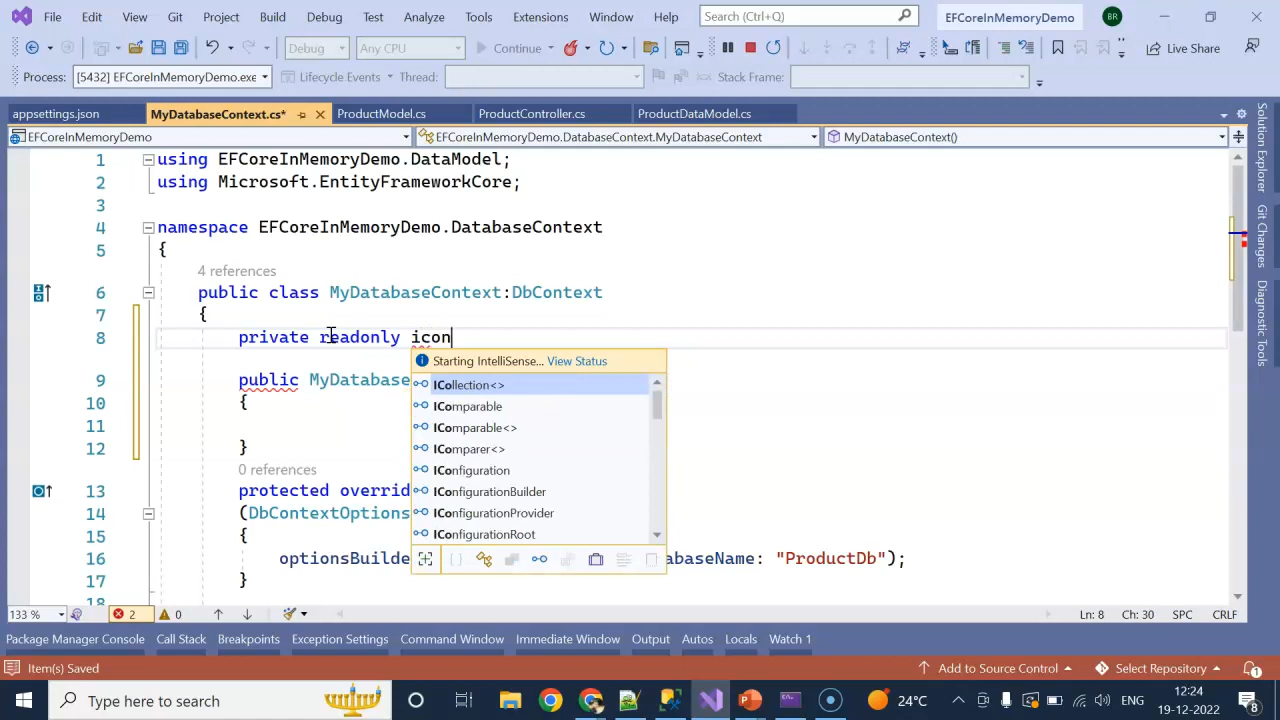 File Edit View Git Project Build Debug Test Analyze Tools Extensions Window Help Search (Ctrl+Q) EFCoreInMemoryDemo BR
Debug Any CPU Continue Live Share
Process: [5432] EFCoreInMemoryDemo.exe Lifecycle Events Thread: Stack Frame:
appsettings.json MyDatabaseContext.cs* ProductModel.cs ProductController.cs ProductDataModel.cs
EFCoreInMemoryDemo EFCoreInMemoryDemo.DatabaseContext.MyDatabaseContext MyDatabaseContext()
1 using EFCoreInMemoryDemo.DataModel;
2 using Microsoft.EntityFrameworkCore;
3
4 namespace EFCoreInMemoryDemo.DatabaseContext
5 {
4 references
6 public class MyDatabaseContext:DbContext
7 {
8 private readonly icon
Starting IntelliSense... View Status
ICollection<>
IComparable
IComparable<>
IComparer<>
IConfiguration
IConfigurationBuilder
IConfigurationProvider
IConfigurationRoot
9 public MyDatabase
10 {
11
12 }
0 references
13 protected overrid
14 (DbContextOptions
15 {
16 optionsBuilde abaseName: "ProductDb");
17 }
18
133 % 2 0 Ln: 8 Ch: 30 SPC CRLF
Package Manager Console Call Stack Breakpoints Exception Settings Command Window Immediate Window Output Autos Locals Watch 1
Item(s) Saved Add to Source Control Select Repository 1
Type here to search 24°C ENG 12:24
19-12-2022 8
Solution Explorer
Git Changes
Diagnostic Tools